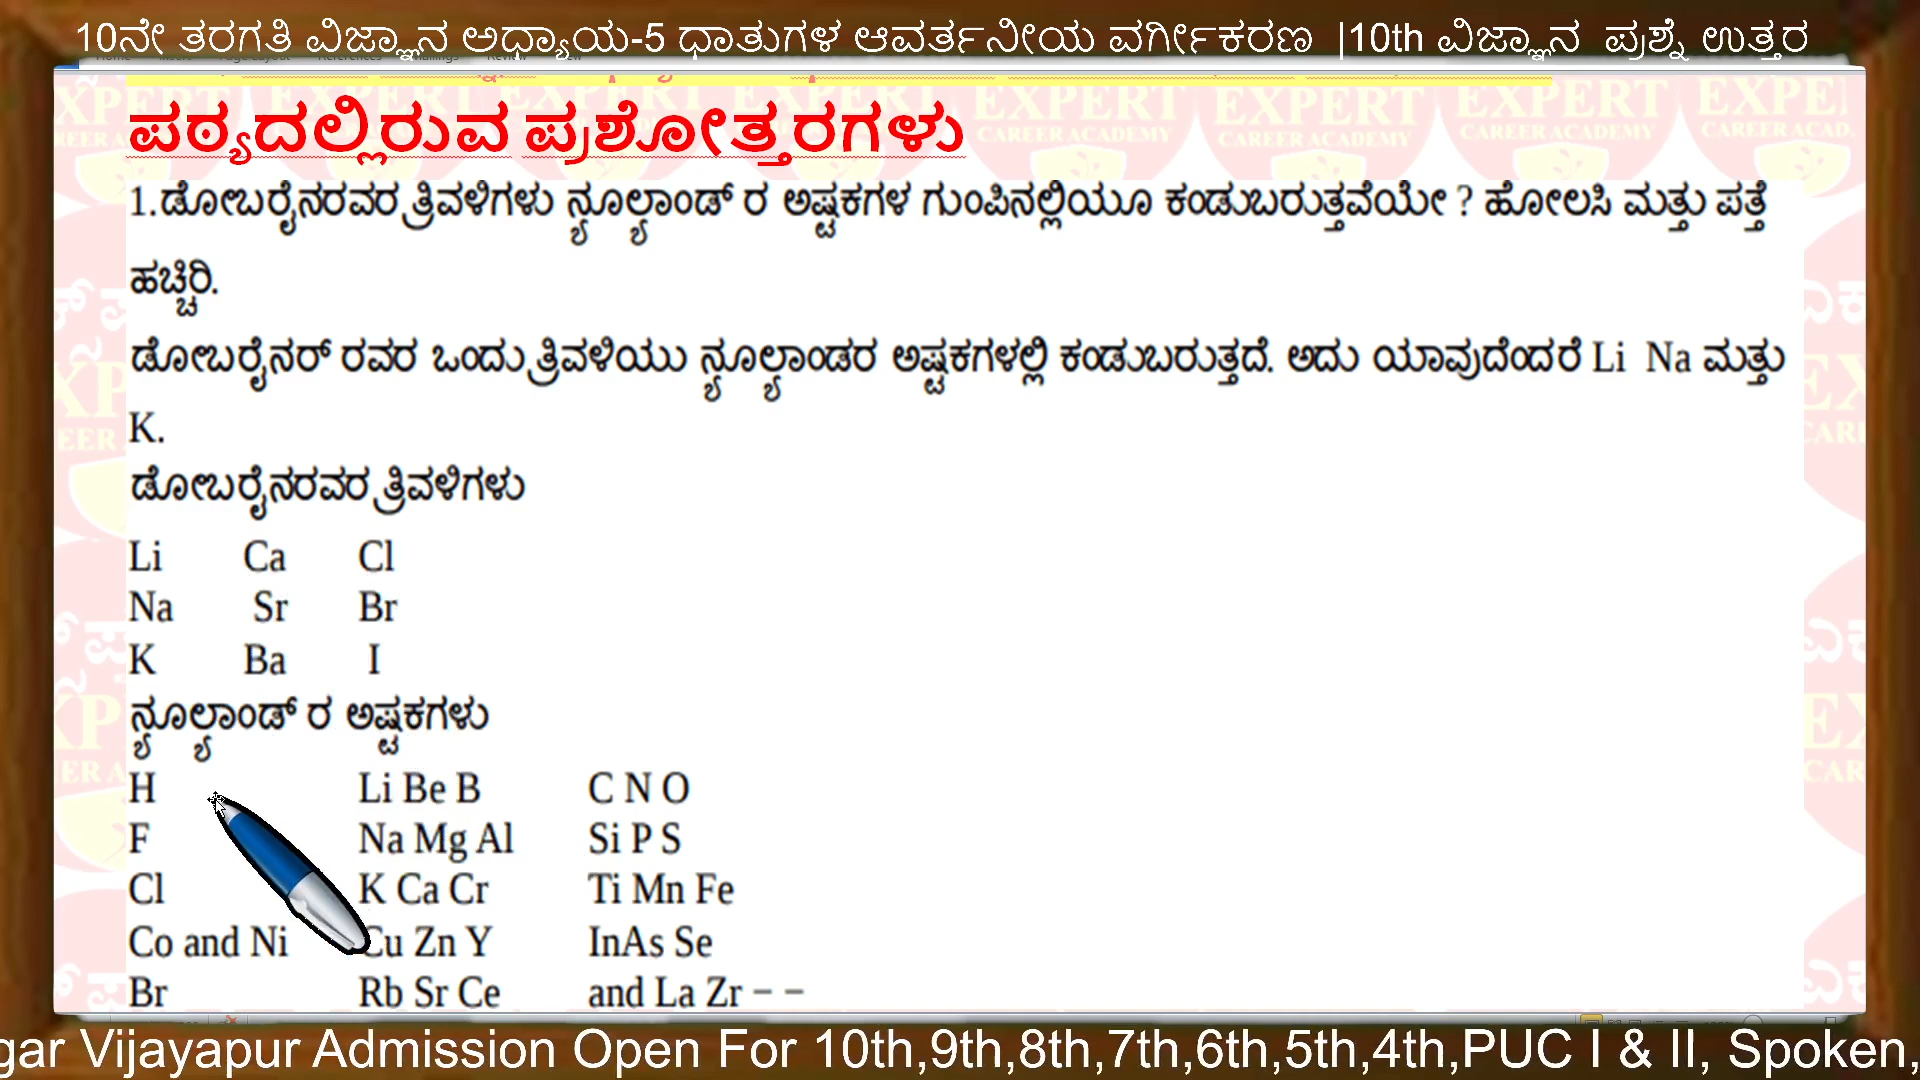 10ನೇ ತರಗತಿ ವಿಜ್ಞಾನ ಅಧ್ಯಾಯ-5 ಧಾತುಗಳ ಆವರ್ತನೀಯ ವರ್ಗೀಕರಣ |10th ವಿಜ್ಞಾನ ಪ್ರಶ್ನೆ ಉತ್ತರ
ಪಠ್ಯದಲ್ಲಿರುವ ಪ್ರಶೋತ್ತರಗಳು
1.ಡೋಬರೈನರವರ ತ್ರಿವಳಿಗಳು ನ್ಯೂಲ್ಯಾಂಡ್ ರ ಅಷ್ಟಕಗಳ ಗುಂಪಿನಲ್ಲಿಯೂ ಕಂಡುಬರುತ್ತವೆಯೇ ? ಹೋಲಸಿ ಮತ್ತು ಪತ್ತೆ
ಹಚ್ಚಿರಿ.
ಡೋಬರೈನರ್ ರವರ ಒಂದು ತ್ರಿವಳಿಯು ನ್ಯೂಲ್ಯಾಂಡರ ಅಷ್ಟಕಗಳಲ್ಲಿ ಕಂಡುಬರುತ್ತದೆ. ಅದು ಯಾವುದೆಂದರೆ Li Na ಮತ್ತು
K.
ಡೋಬರೈನರವರ ತ್ರಿವಳಿಗಳು
Li Ca Cl
Na Sr Br
K Ba I
ನ್ಯೂಲ್ಯಾಂಡ್ ರ ಅಷ್ಟಕಗಳು
H Li Be B C N O
F Na Mg Al Si P S
Cl K Ca Cr Ti Mn Fe
Co and Ni Cu Zn Y InAs Se
Br Rb Sr Ce and La Zr – –
gar Vijayapur Admission Open For 10th,9th,8th,7th,6th,5th,4th,PUC I & II, Spoken,